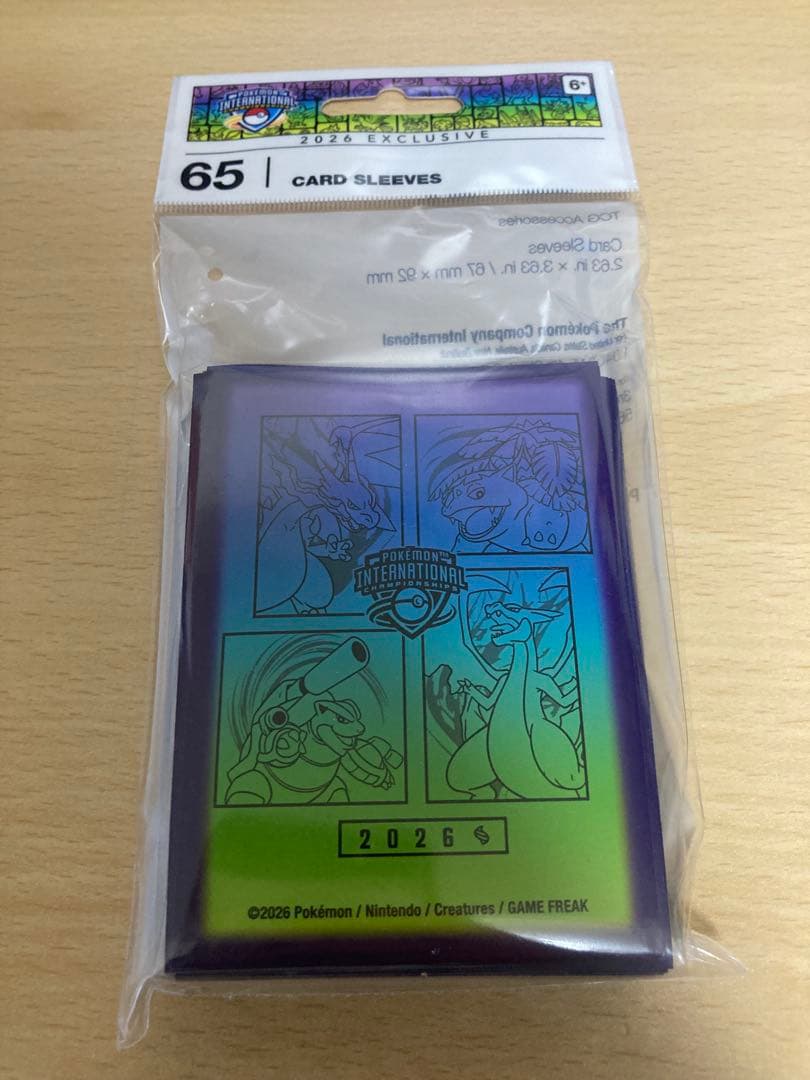 POKÉMON
INTERNATIONAL
6+
2026 EXCLUSIVE
65 | CARD SLEEVES
TCG Accessories
Card Sleeves
2.63 in. × 3.63 in. / 67 mm × 92 mm
The Pokémon Company International
POKÉMON
INTERNATIONAL
CHAMPIONSHIPS
2026
©2026 Pokémon / Nintendo / Creatures / GAME FREAK